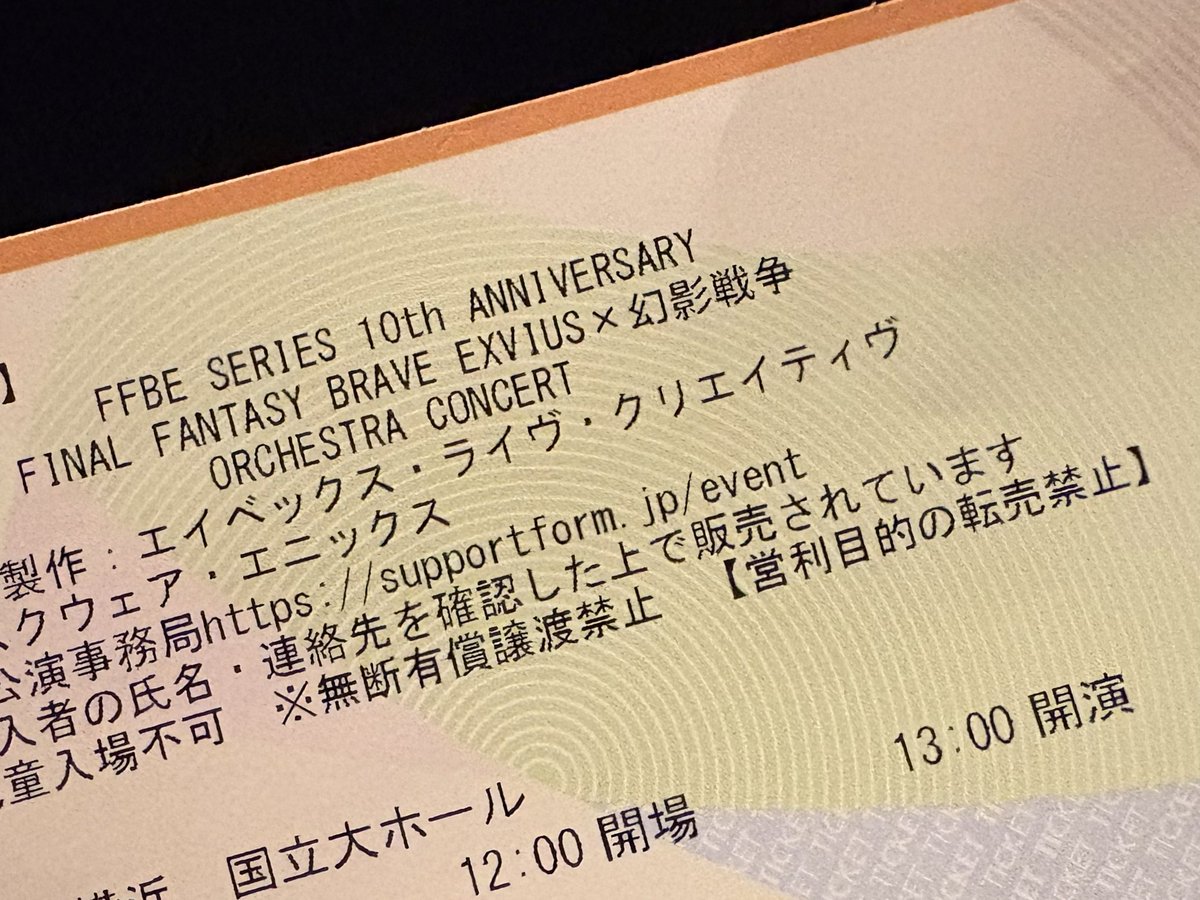 】
FFBE SERIES 10th ANNIVERSARY
FINAL FANTASY BRAVE EXVIUS×幻影戦争
ORCHESTRA CONCERT
製作：エイベックス・ライヴ・クリエイティヴ
クウェア・エニックス
公演事務局https://supportform.jp/event
入者の氏名・連絡先を確認した上で販売されています
童入場不可 ※無断有償譲渡禁止 【営利目的の転売禁止】
13:00 開演
横浜 国立大ホール
12:00 開場
TICKET